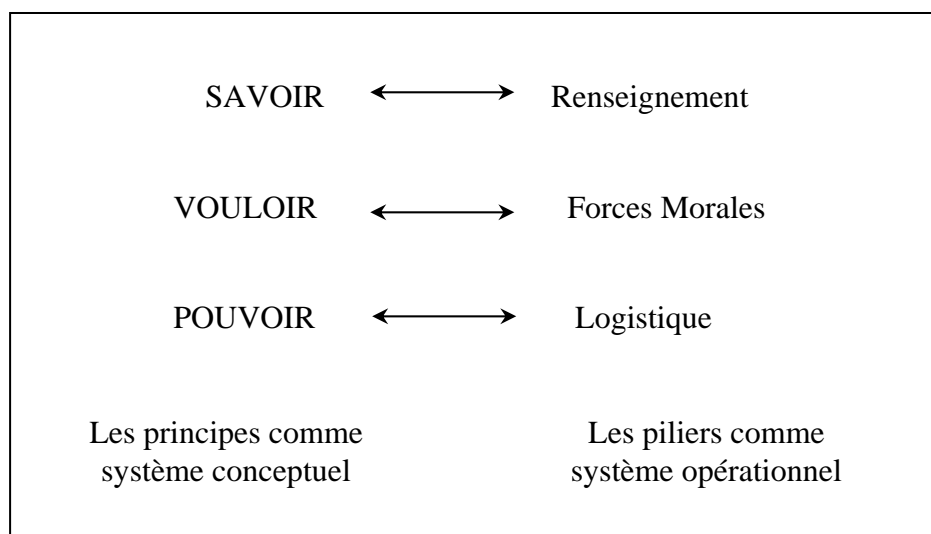 SAVOIR Renseignement
VOULOIR Forces Morales
POUVOIR Logistique
Les principes comme Les piliers comme
système conceptuel système opérationnel